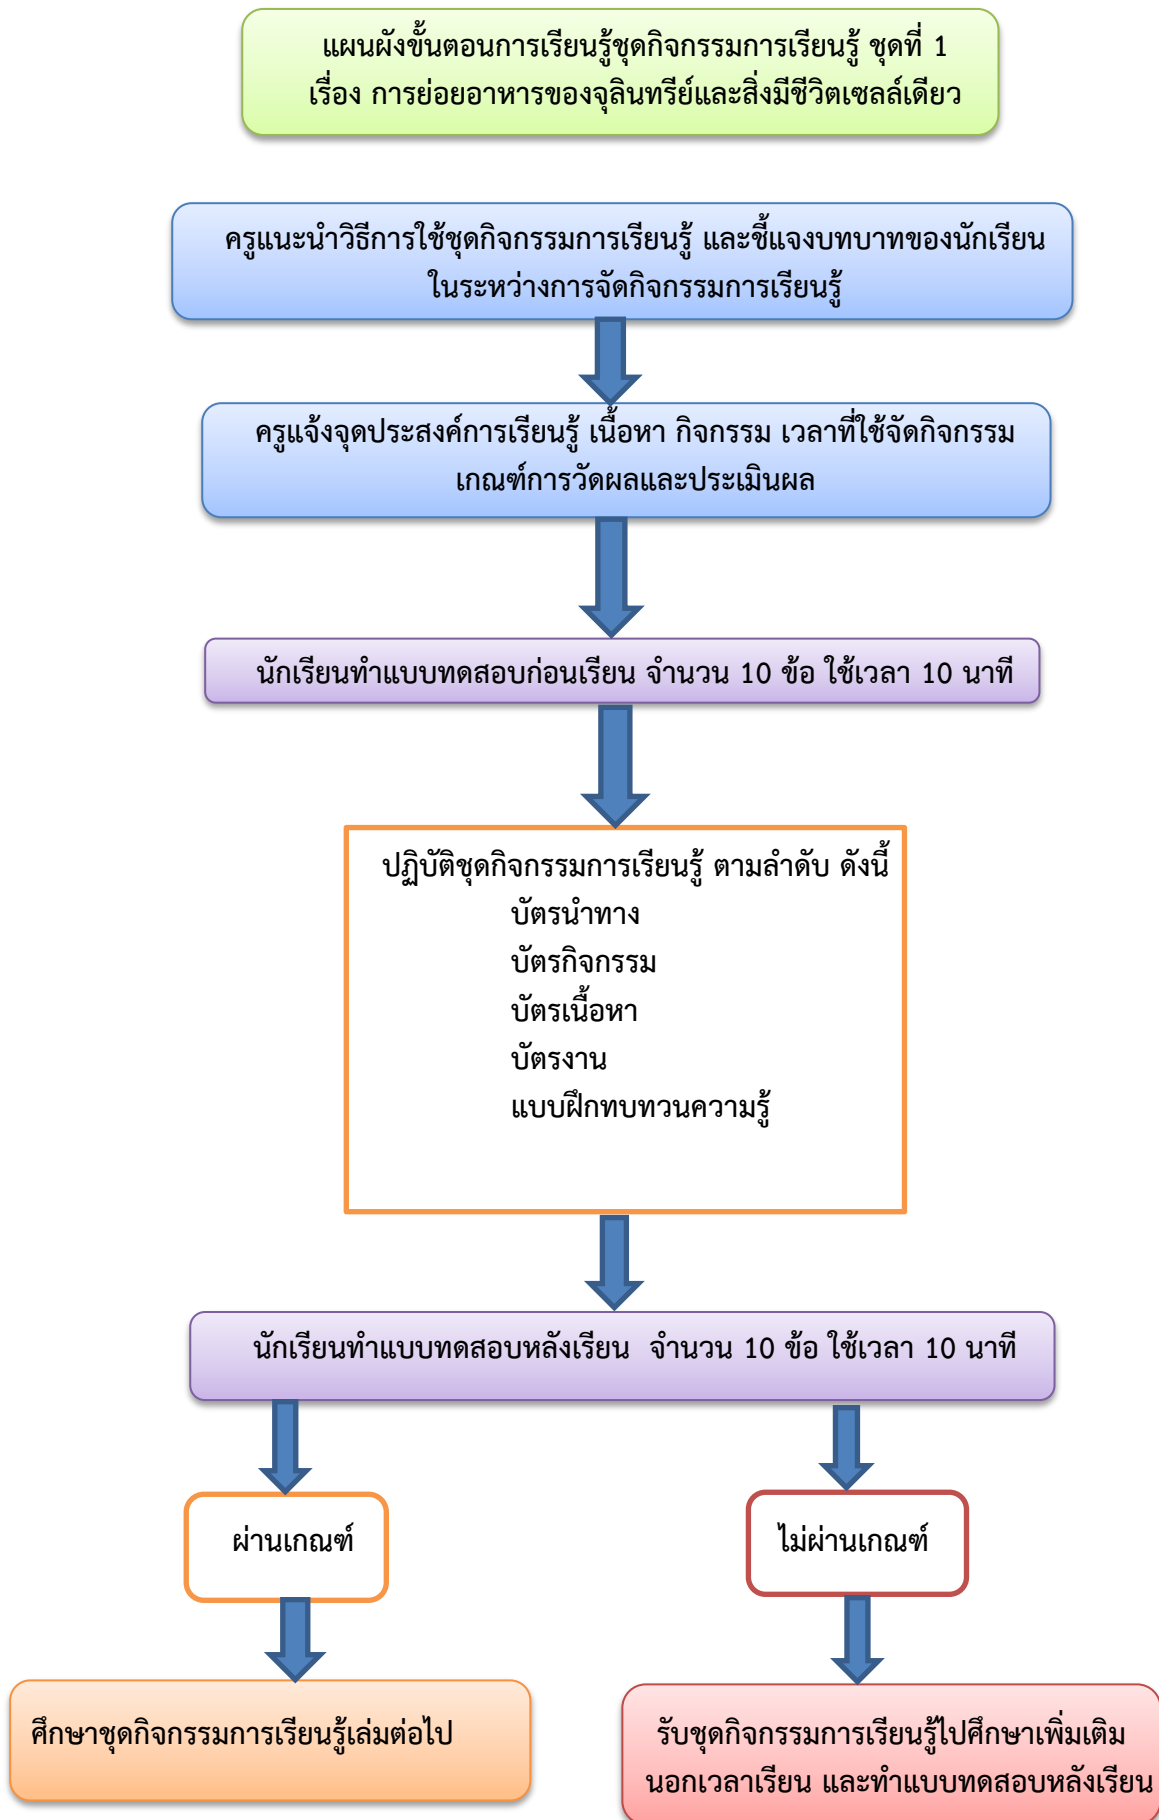 แผนผังขั้นตอนการเรียนรู้ชุดกิจกรรมการเรียนรู้ ชุดที่ 1
เรื่อง การย่อยอาหารของจุลินทรีย์และสิ่งมีชีวิตเซลล์เดียว
ครูแนะนำวิธีการใช้ชุดกิจกรรมการเรียนรู้ และชี้แจงบทบาทของนักเรียน
ในระหว่างการจัดกิจกรรมการเรียนรู้
ครูแจ้งจุดประสงค์การเรียนรู้ เนื้อหา กิจกรรม เวลาที่ใช้จัดกิจกรรม
เกณฑ์การวัดผลและประเมินผล
นักเรียนทำแบบทดสอบก่อนเรียน จำนวน 10 ข้อ ใช้เวลา 10 นาที
ปฏิบัติชุดกิจกรรมการเรียนรู้ ตามลำดับ ดังนี้
บัตรนำทาง
บัตรกิจกรรม
บัตรเนื้อหา
บัตรงาน
แบบฝึกทบทวนความรู้
นักเรียนทำแบบทดสอบหลังเรียน จำนวน 10 ข้อ ใช้เวลา 10 นาที
ผ่านเกณฑ์
ไม่ผ่านเกณฑ์
ศึกษาชุดกิจกรรมการเรียนรู้เล่มต่อไป
รับชุดกิจกรรมการเรียนรู้ไปศึกษาเพิ่มเติม
นอกเวลาเรียน และทำแบบทดสอบหลังเรียน